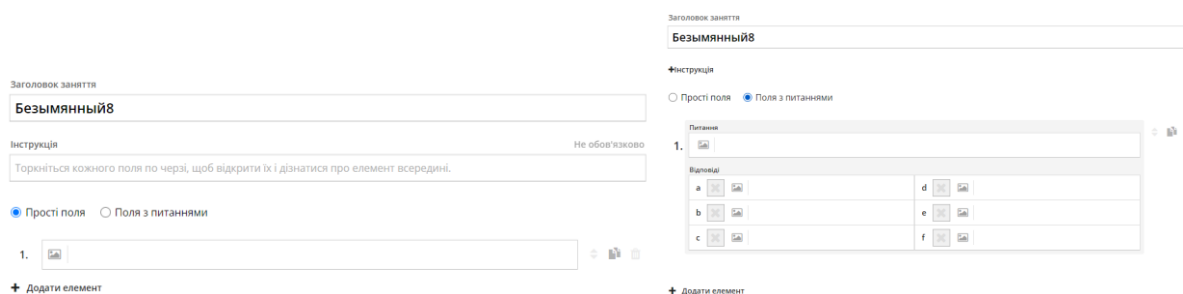 Заголовок заняття
Безымянный8
Інструкція Не обов'язково
Торкніться кожного поля по черзі, щоб відкрити їх і дізнатися про елемент всередині.
Прості поля Поля з питаннями
1.
+ Додати елемент
Заголовок заняття
Безымянный8
+Інструкція
Прості поля Поля з питаннями
Питання
1.
Відповіді
a d
b e
c f
+ Додати елемент